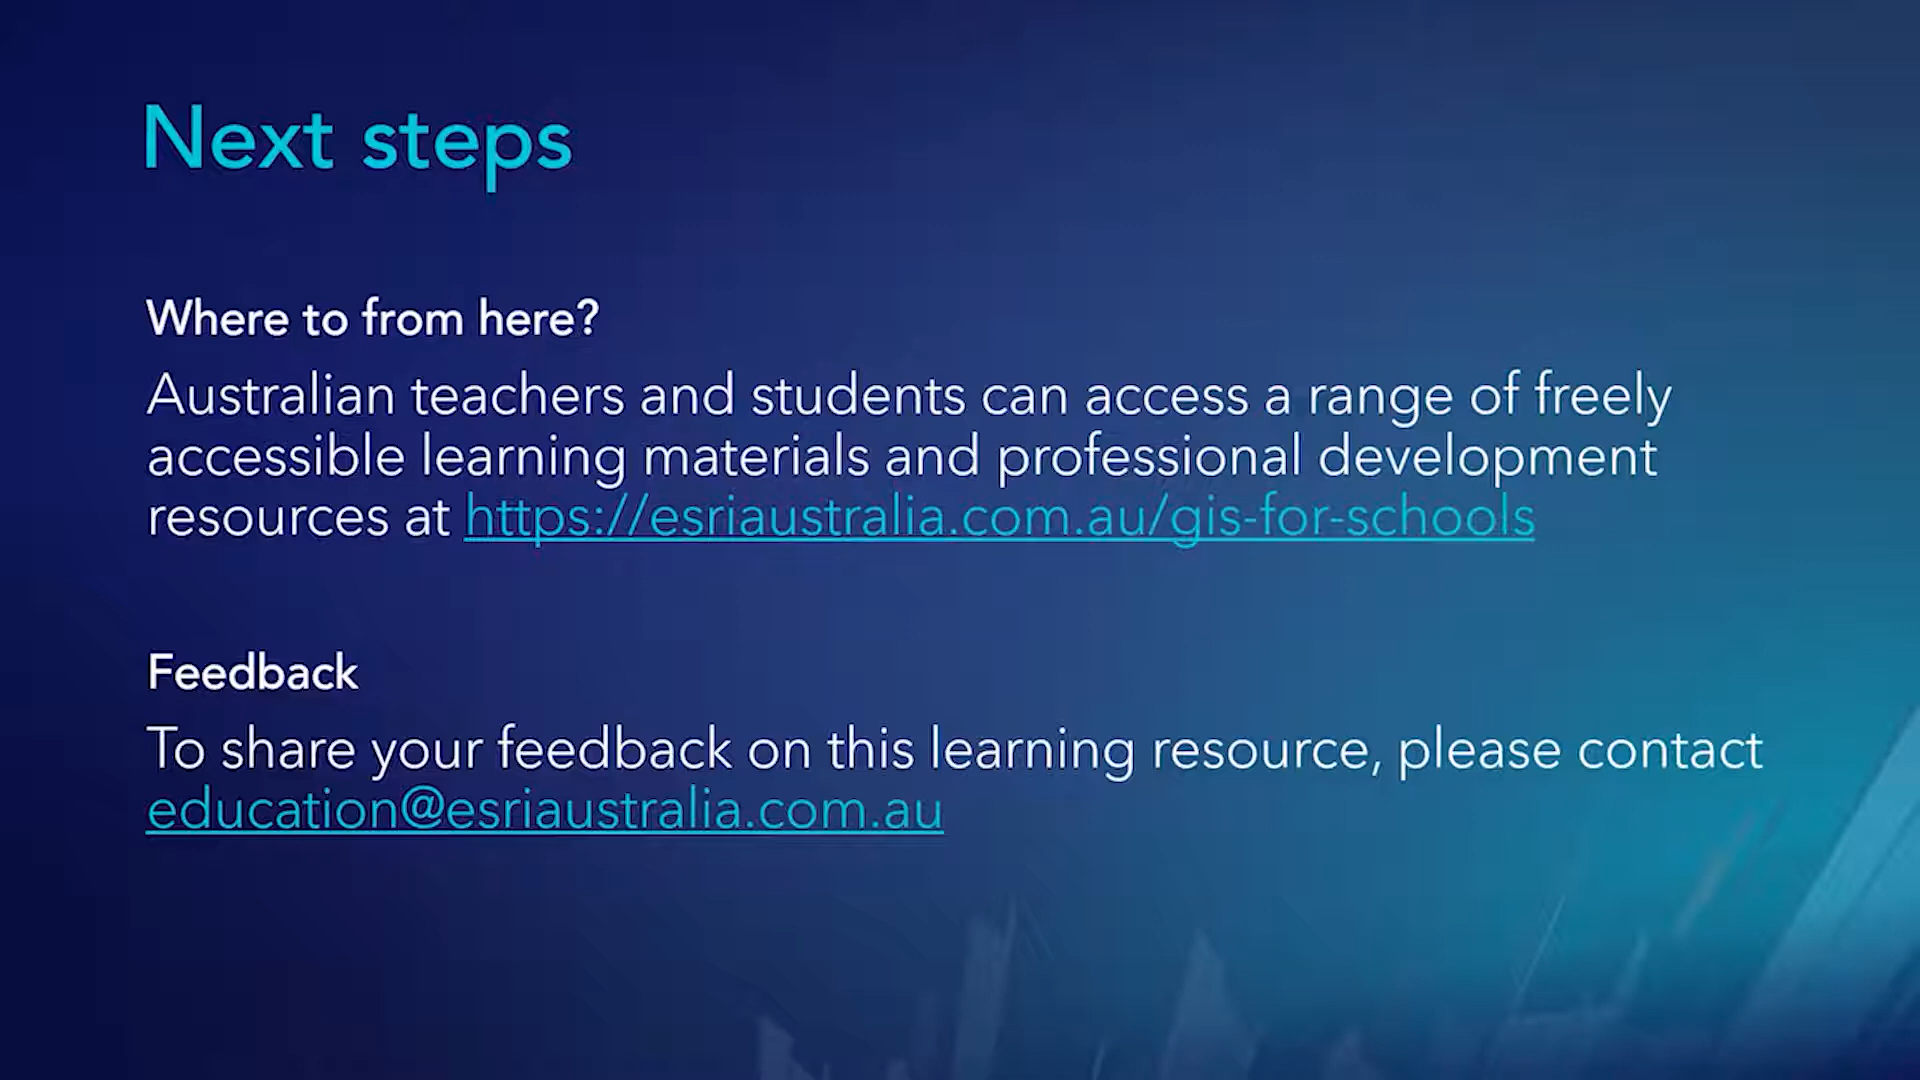 Next steps
Where to from here?
Australian teachers and students can access a range of freely
accessible learning materials and professional development
resources at https://esriaustralia.com.au/gis-for-schools
Feedback
To share your feedback on this learning resource, please contact
education@esriaustralia.com.au